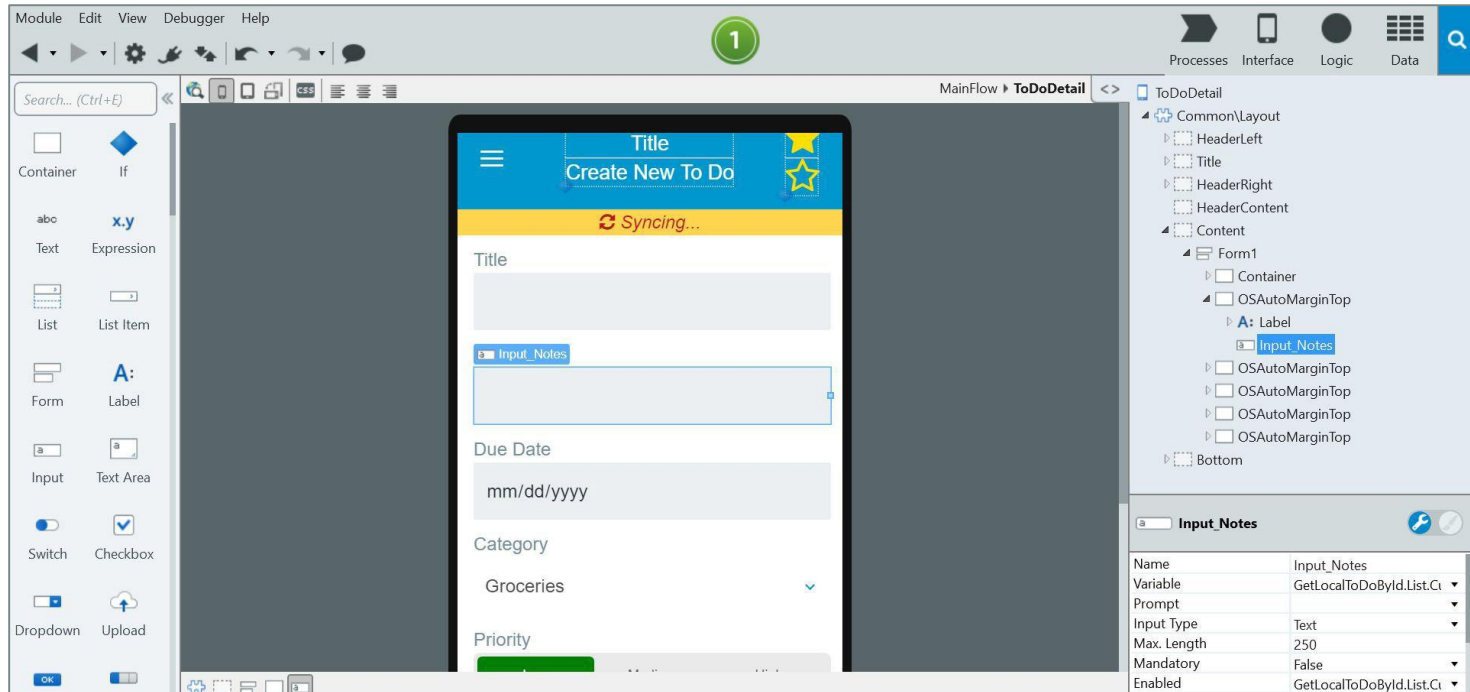 Module Edit View Debugger Help
1
Processes Interface Logic Data
Search... (Ctrl+E)
Container If
abc x.y
Text Expression
List List Item
A:
Form Label
a a
Input Text Area
Switch Checkbox
Dropdown Upload
OK
CSS
MainFlow ToDoDetail <>
Title
Create New To Do
Syncing...
Title
a Input_Notes
Due Date
mm/dd/yyyy
Category
Groceries
Priority
ToDoDetail
Common\Layout
HeaderLeft
Title
HeaderRight
HeaderContent
Content
Form1
Container
OSAutoMarginTop
A: Label
a Input_Notes
OSAutoMarginTop
OSAutoMarginTop
OSAutoMarginTop
OSAutoMarginTop
Bottom
a Input_Notes
Name Input_Notes
Variable GetLocalToDoById.List.Cu
Prompt
Input Type Text
Max. Length 250
Mandatory False
Enabled GetLocalToDoById.List.Cu